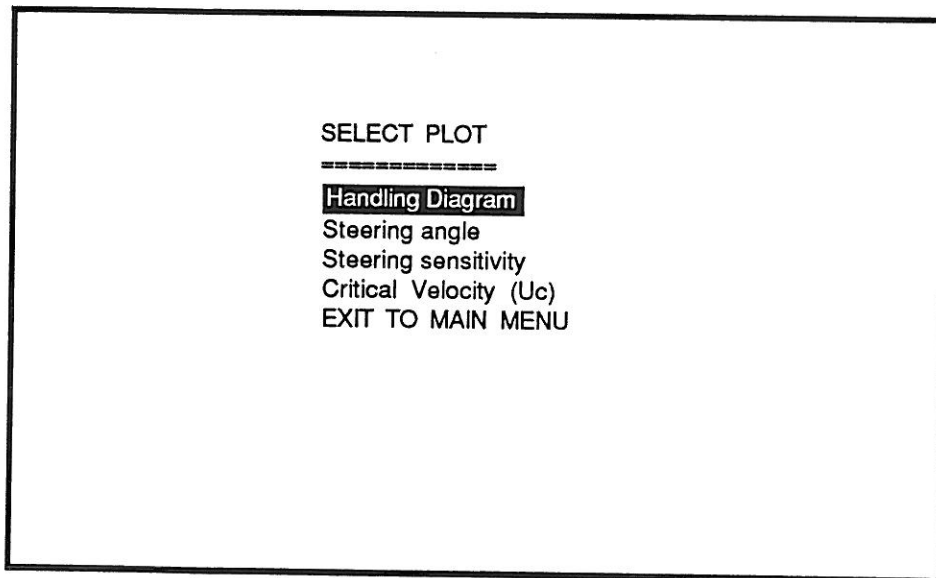 SELECT PLOT
=============
Handling Diagram
Steering angle
Steering sensitivity
Critical Velocity (Uc)
EXIT TO MAIN MENU